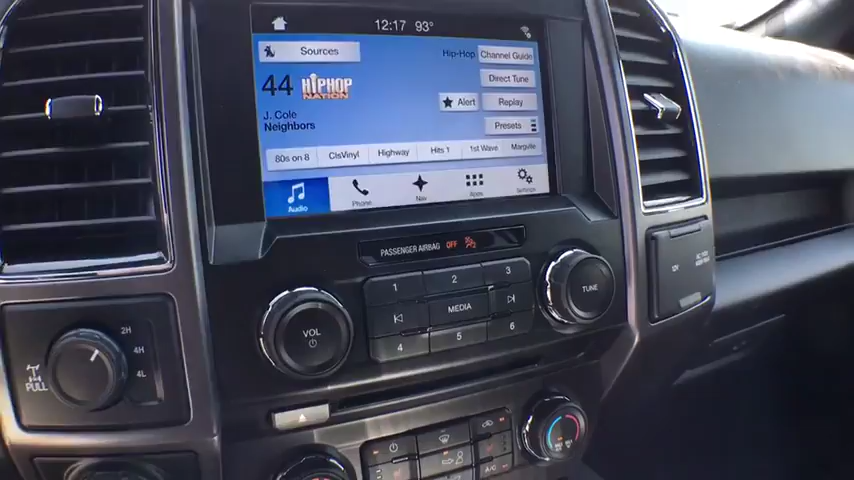 12:17 93°
Sources
Hip-Hop
Channel Guide
44 HIPHOP NATION
Direct Tune
Alert
Replay
J. Cole
Neighbors
Presets
80s on 8
ClsVinyl
Highway
Hits 1
1st Wave
Margville
Audio
Phone
Nav
Apps
Settings
PASSENGER AIRBAG OFF
1
2
3
VOL
MEDIA
TUNE
4
5
6
12V
2H
4H
4L
PULL
A/C